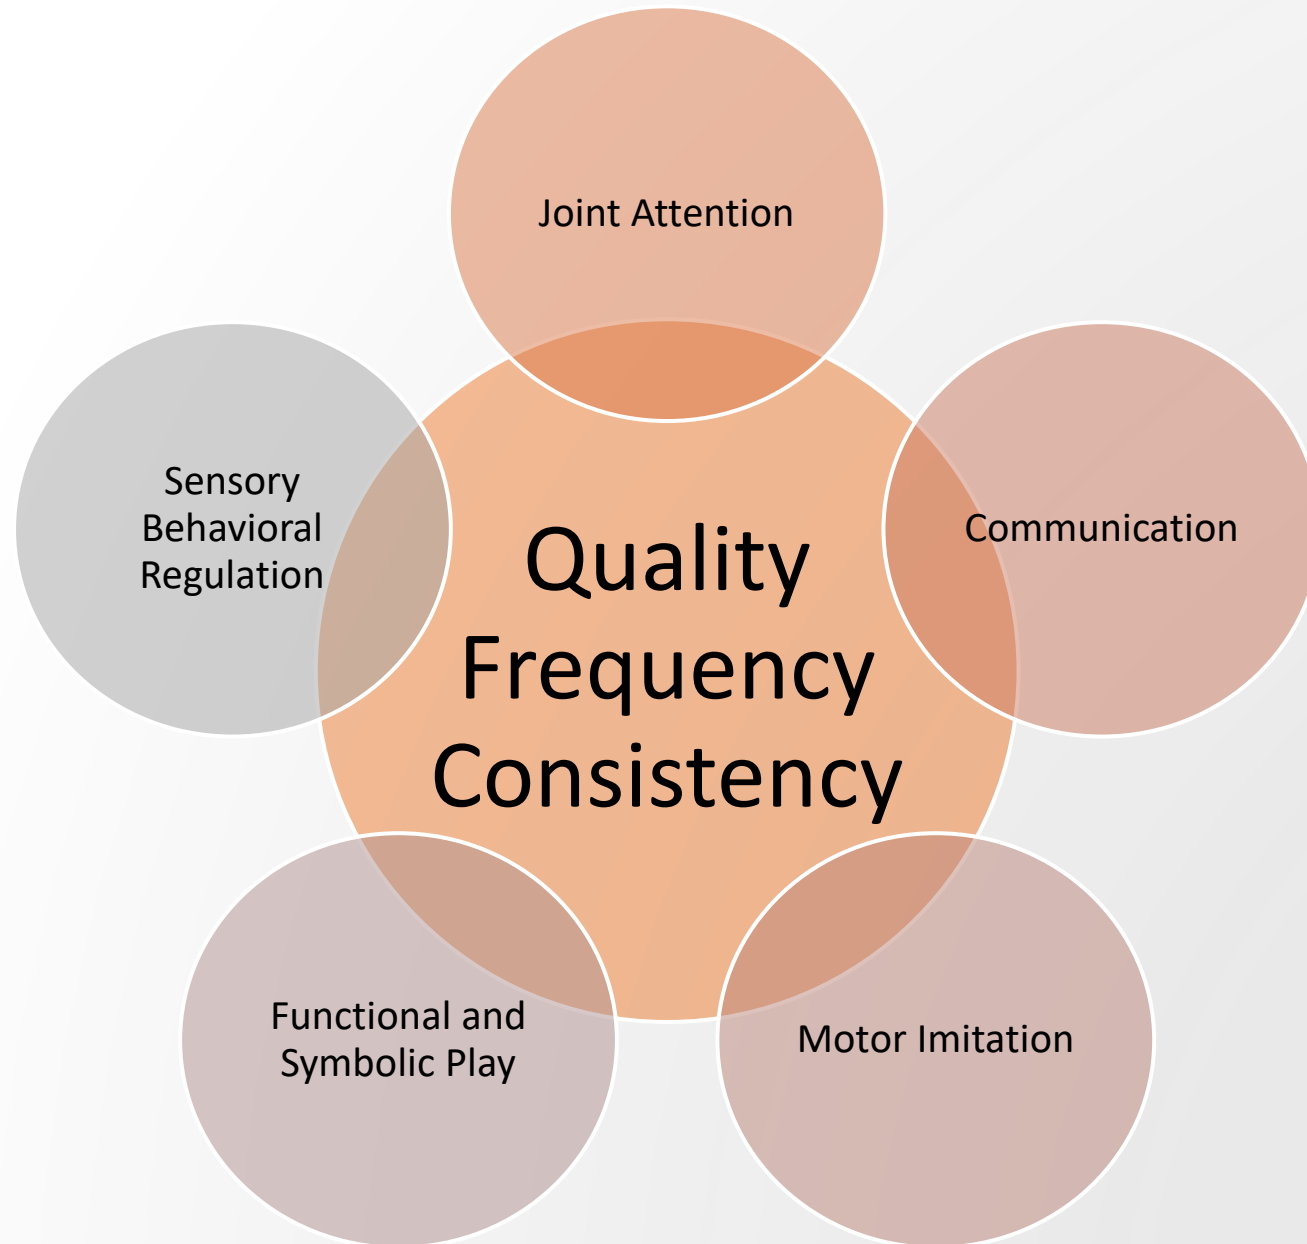 Joint Attention
Sensory
Behavioral
Regulation
Communication
Quality
Frequency
Consistency
Functional and
Symbolic Play
Motor Imitation